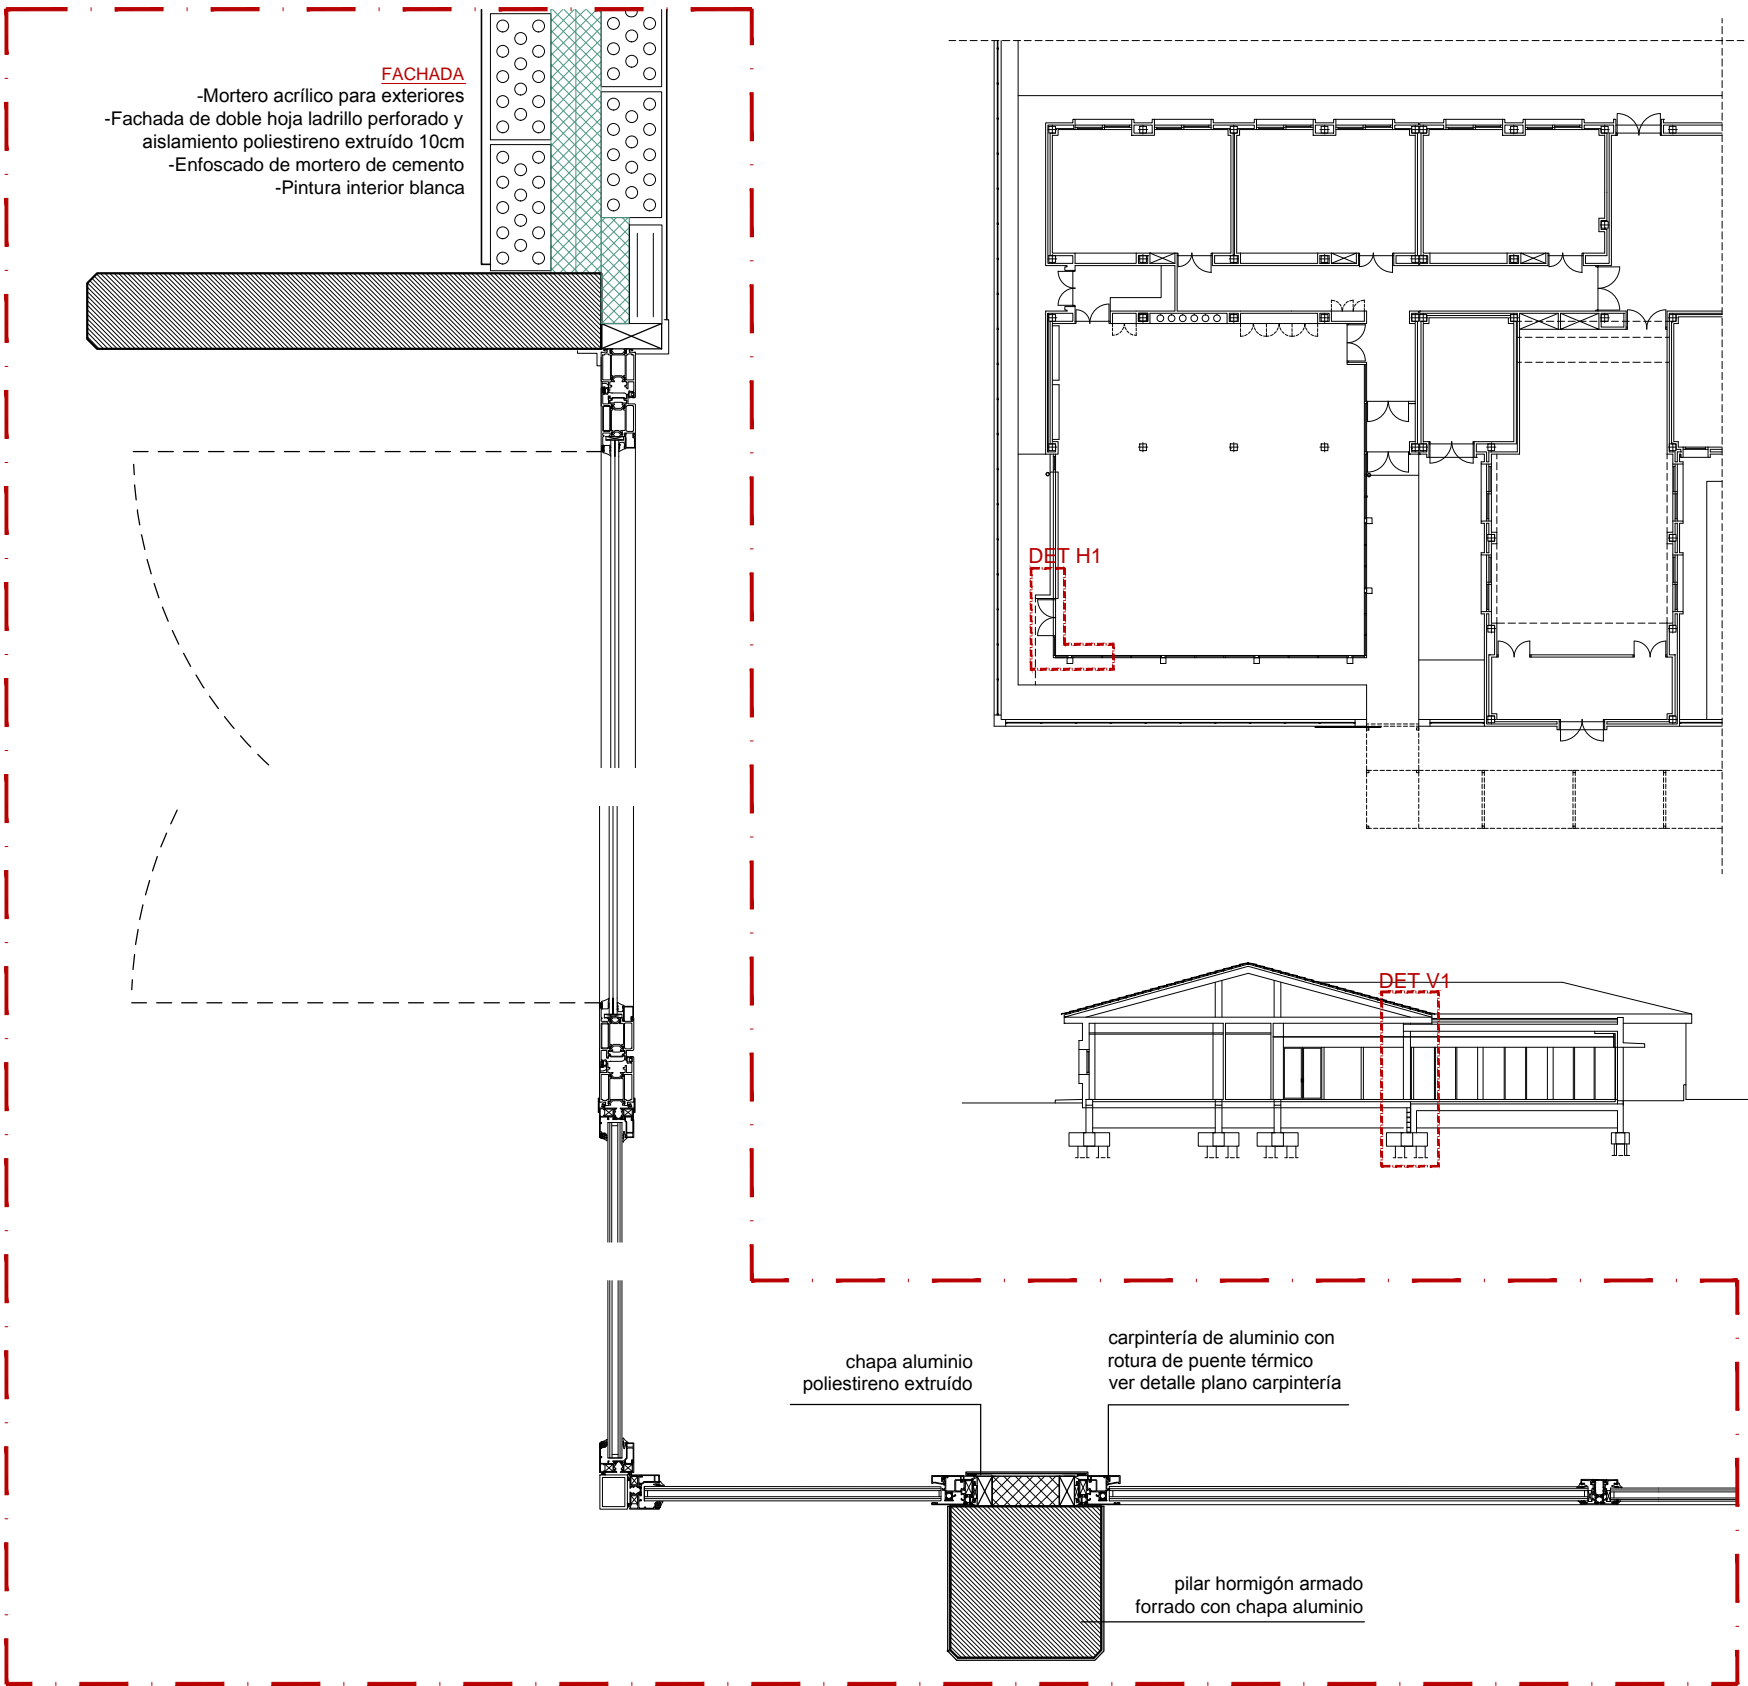 FACHADA
-Mortero acrílico para exteriores
-Fachada de doble hoja ladrillo perforado y
aislamiento poliestireno extruído 10cm
-Enfoscado de mortero de cemento
-Pintura interior blanca
DET H1
DET V1
chapa aluminio
poliestireno extruído
carpintería de aluminio con
rotura de puente térmico
ver detalle plano carpintería
pilar hormigón armado
forrado con chapa aluminio